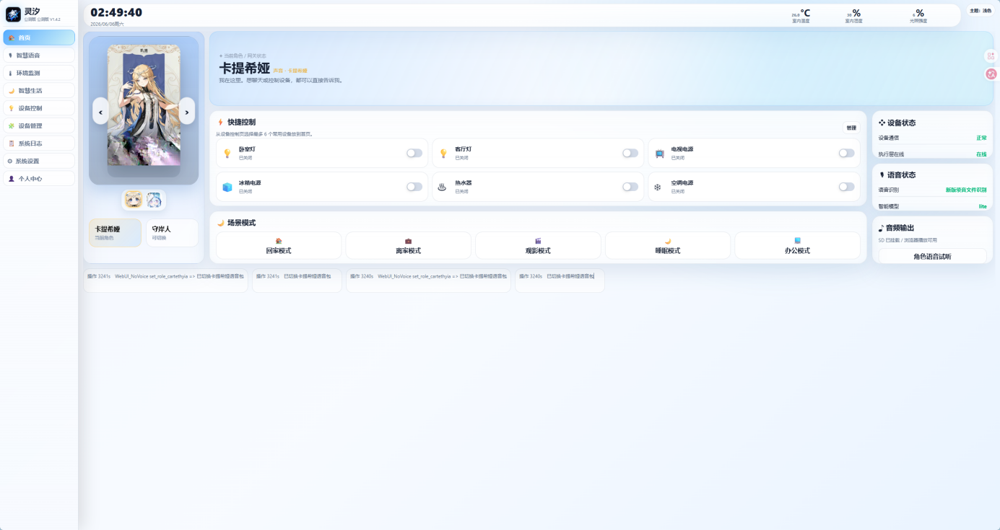 灵汐
公测版 公测版 V1.4.2
首页
智慧语音
环境监测
智慧生活
设备控制
设备管理
系统日志
系统设置
个人中心
02:49:40
2026/06/06周六
26.0 °C
室内温度
%
室内湿度
%
光照强度
主题：浅色
卡提希娅
当前角色
守岸人
可切换
当前角色 / 网关状态
卡提希娅 声音 · 卡提希娅
我在这里。想聊天或控制设备，都可以直接告诉我。
快捷控制
管理
从设备控制页选择最多 6 个常用设备放到首页。
卧室灯
已关闭
客厅灯
已关闭
电视电源
已关闭
冰箱电源
已关闭
热水器
已关闭
空调电源
已关闭
场景模式
回家模式
离家模式
观影模式
睡眠模式
办公模式
设备状态
设备通信 正常
执行层在线 在线
语音状态
语音识别 新版录音文件识别
智能模型 lite
音频输出
SD 已挂载 / 浏览器播放可用
角色语音试听
操作 3241s WebUI_NoVoice set_role_cartethyia => 已切换卡提希娅语音包
操作 3241s 已切换卡提希娅语音包
操作 3240s WebUI_NoVoice set_role_cartethyia => 已切换卡提希娅语音包
操作 3240s 已切换卡提希娅语音包